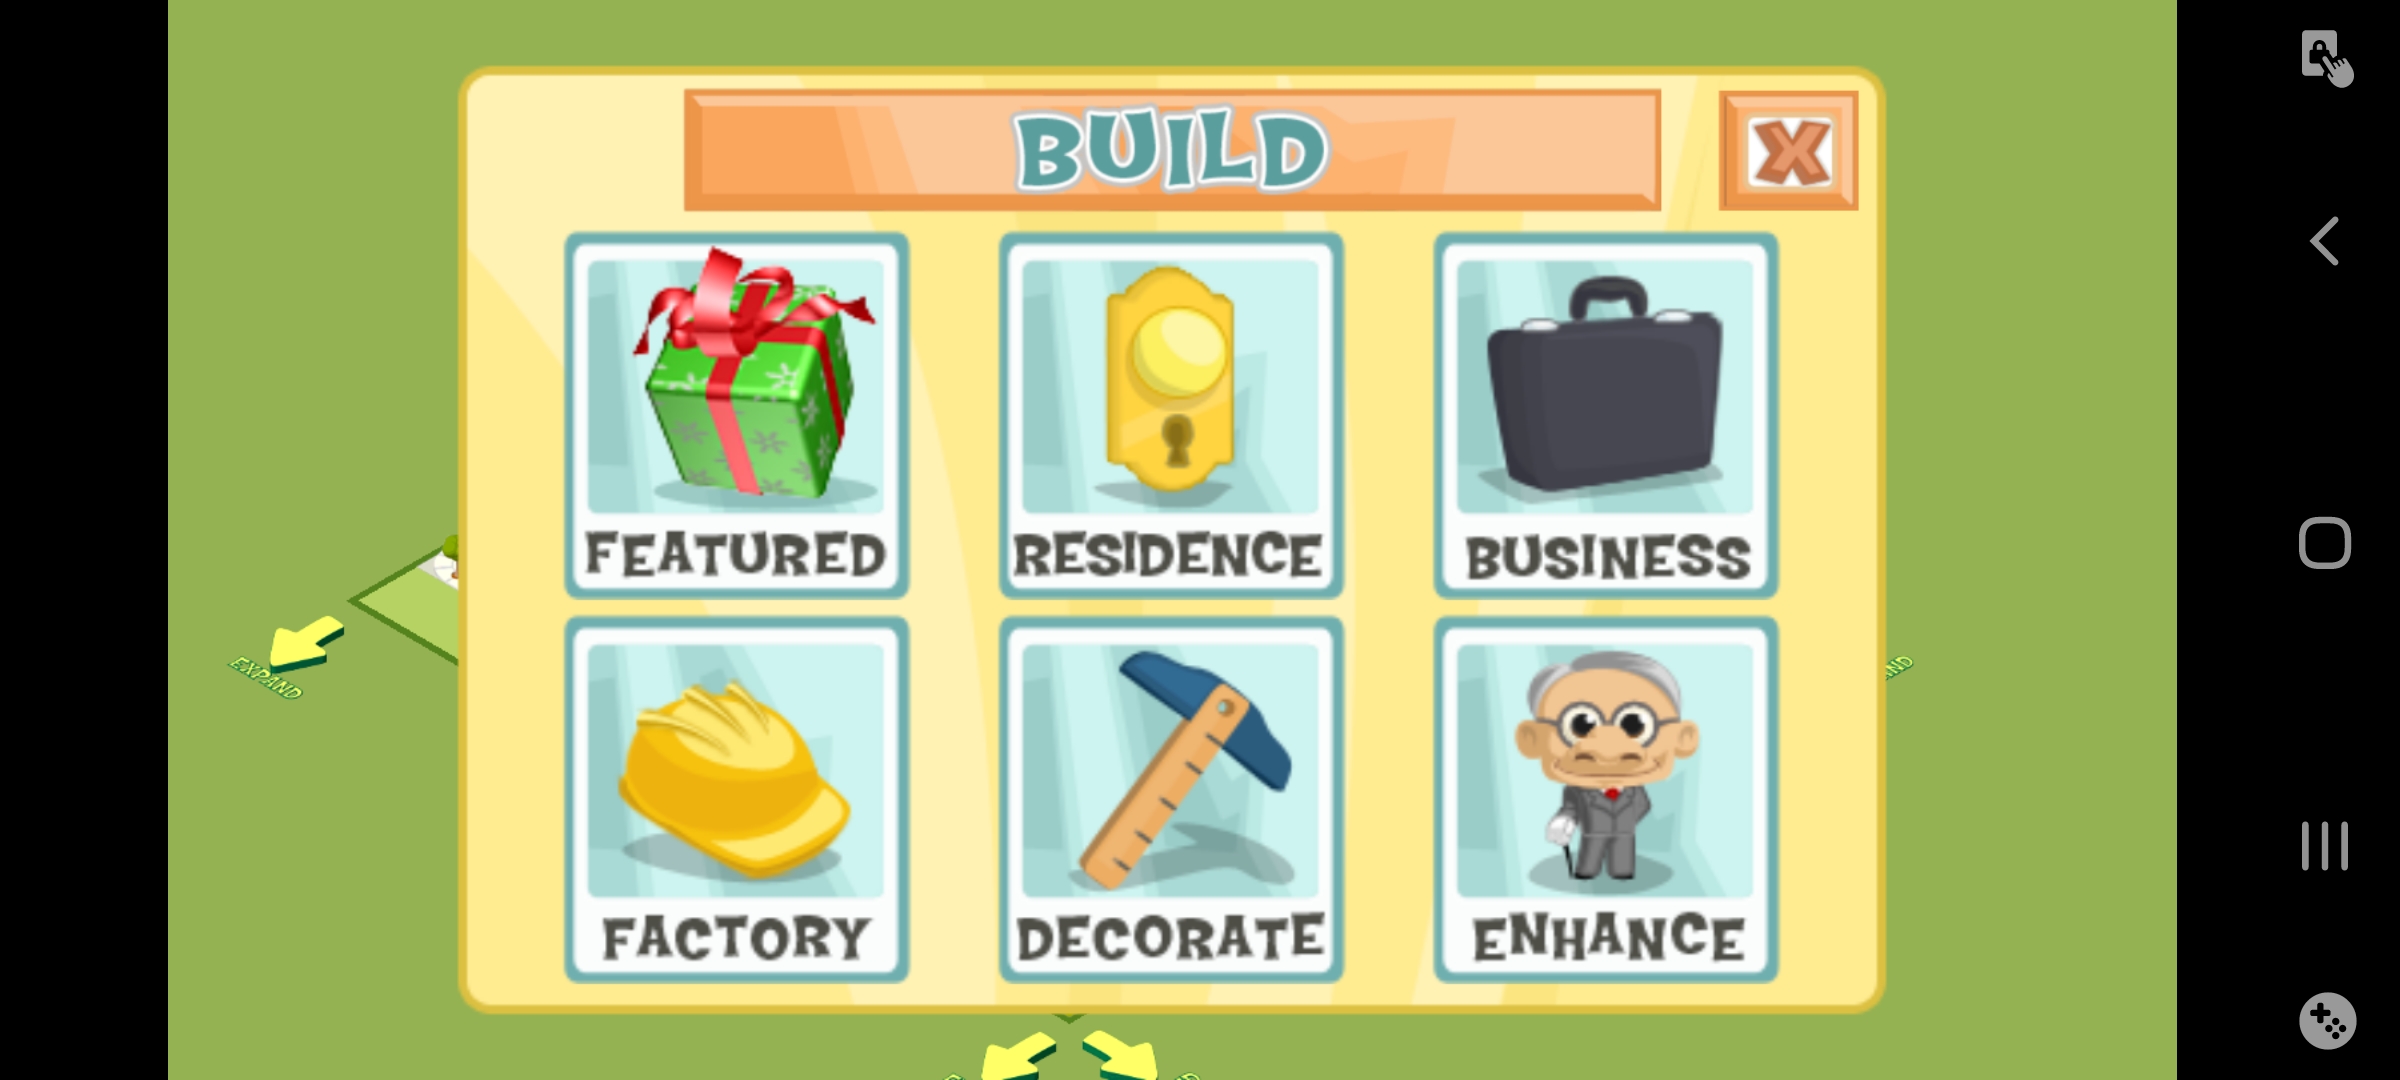 BUILD
FEATURED
RESIDENCE
BUSINESS
EXPAND
FACTORY
DECORATE
ENHANCE